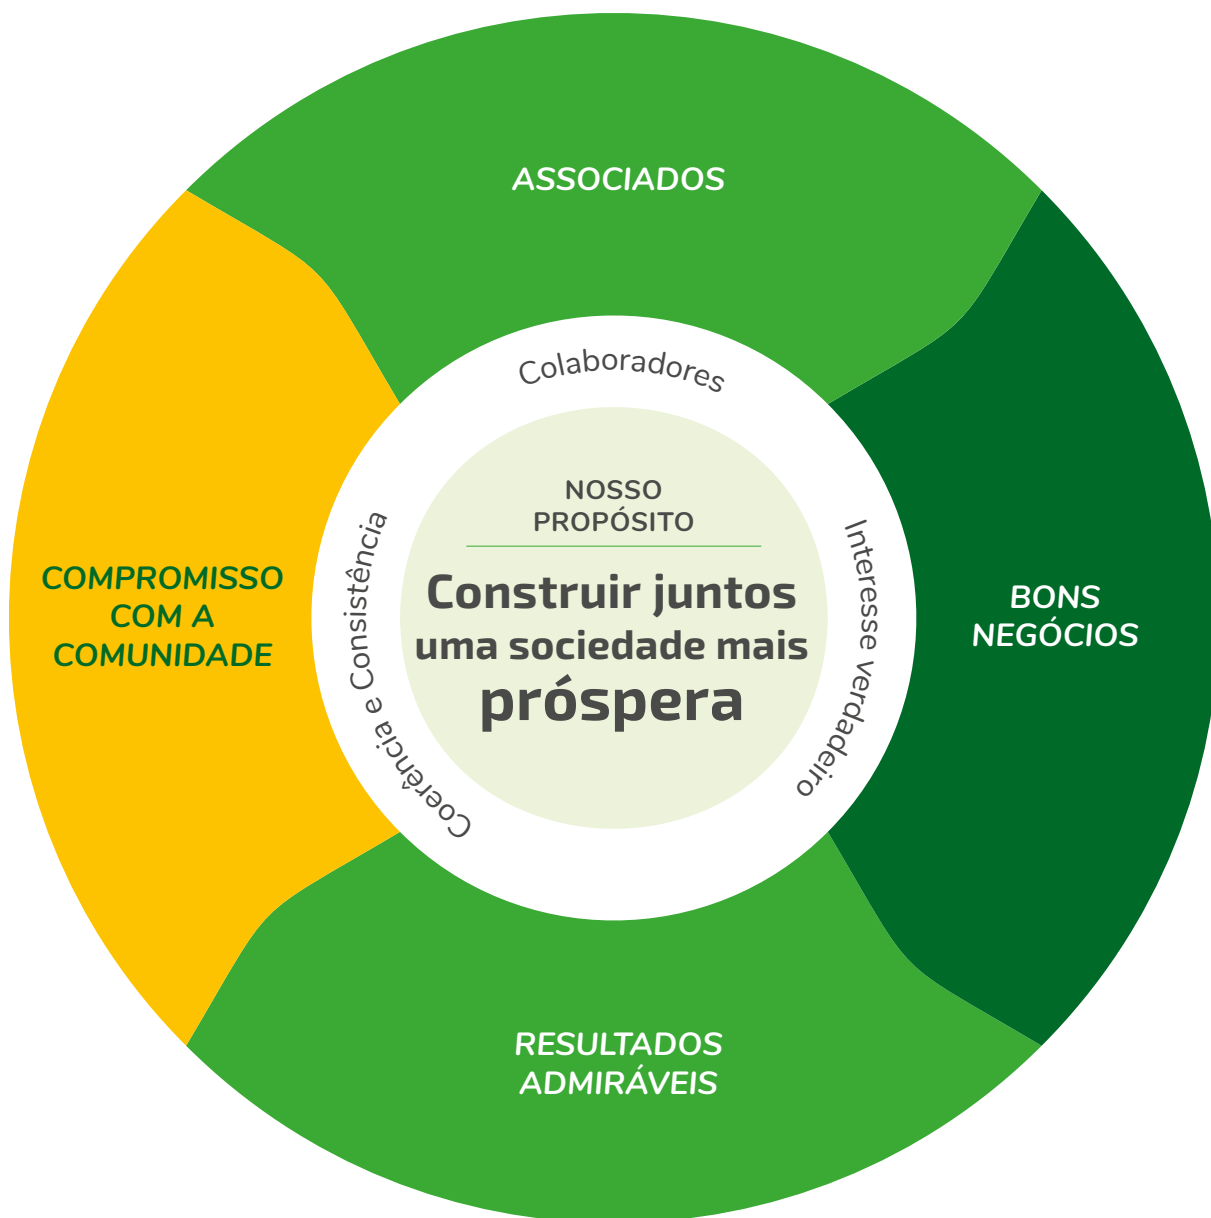 ASSOCIADOS
Colaboradores
NOSSO
PROPÓSITO
Construir juntos
uma sociedade mais
próspera
Coerência e Consistência
Interesse verdadeiro
COMPROMISSO
COM A
COMUNIDADE
BONS
NEGÓCIOS
RESULTADOS
ADMIRÁVEIS